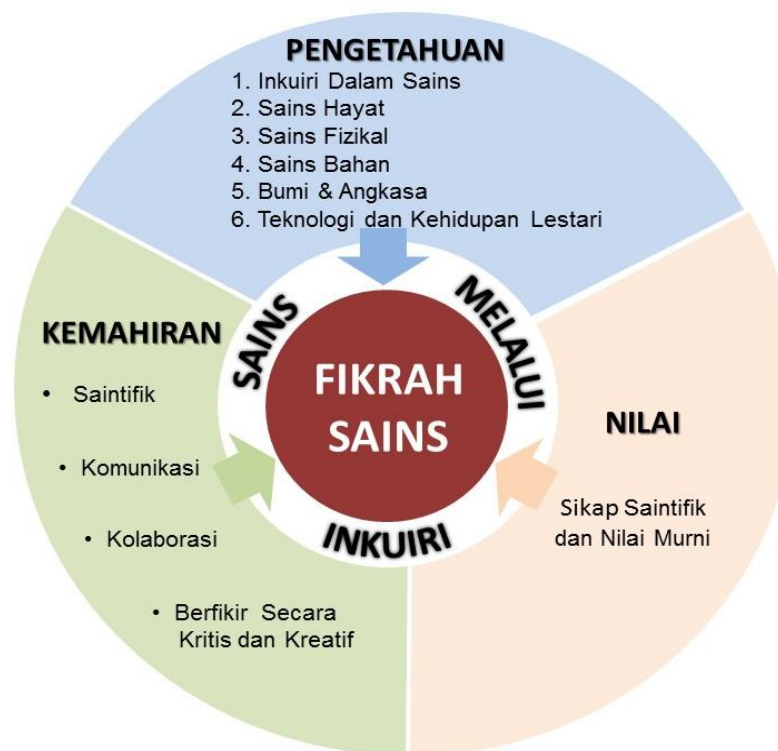 PENGETAHUAN
1. Inkuiri Dalam Sains
2. Sains Hayat
3. Sains Fizikal
4. Sains Bahan
5. Bumi & Angkasa
6. Teknologi dan Kehidupan Lestari
SAINS
MELALUI
INKUIRI
FIKRAH
SAINS
KEMAHIRAN
• Saintifik
• Komunikasi
• Kolaborasi
• Berfikir Secara
Kritis dan Kreatif
NILAI
Sikap Saintifik
dan Nilai Murni